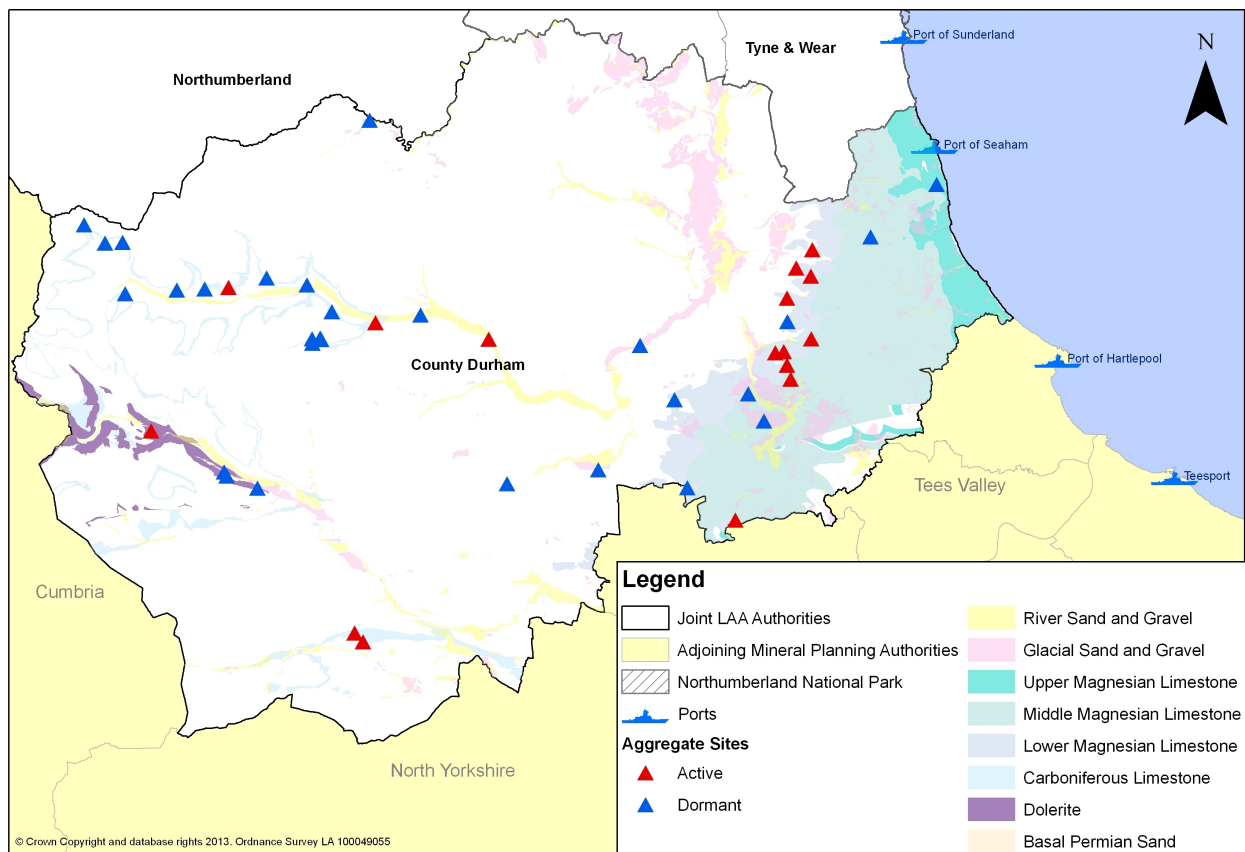 Port of Sunderland
N
Tyne & Wear
Northumberland
Port of Seaham
Port of Hartlepool
County Durham
Teesport
Tees Valley
Cumbria
North Yorkshire
Legend
Joint LAA Authorities
Adjoining Mineral Planning Authorities
Northumberland National Park
Ports
Aggregate Sites
Active
Dormant
River Sand and Gravel
Glacial Sand and Gravel
Upper Magnesian Limestone
Middle Magnesian Limestone
Lower Magnesian Limestone
Carboniferous Limestone
Dolerite
Basal Permian Sand
© Crown Copyright and database rights 2013. Ordnance Survey LA 100049055